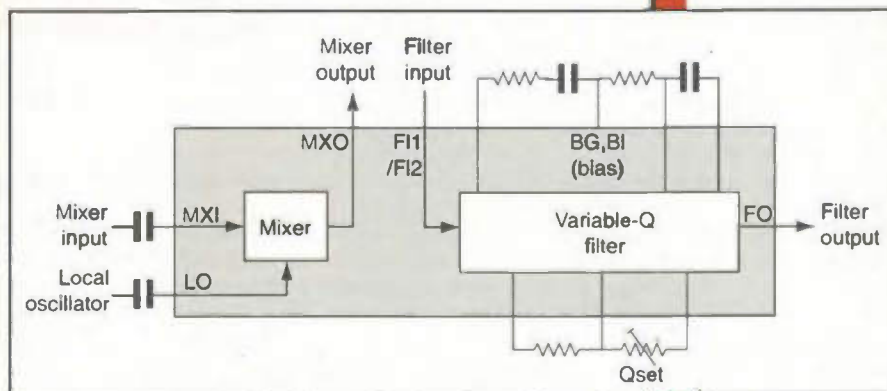 Mixer
output
Filter
input
MXO
FI1
/FI2
BG,BI
(bias)
Mixer
input
MXI
Mixer
Variable-Q
filter
FO
Filter
output
Local
oscillator
LO
Qset